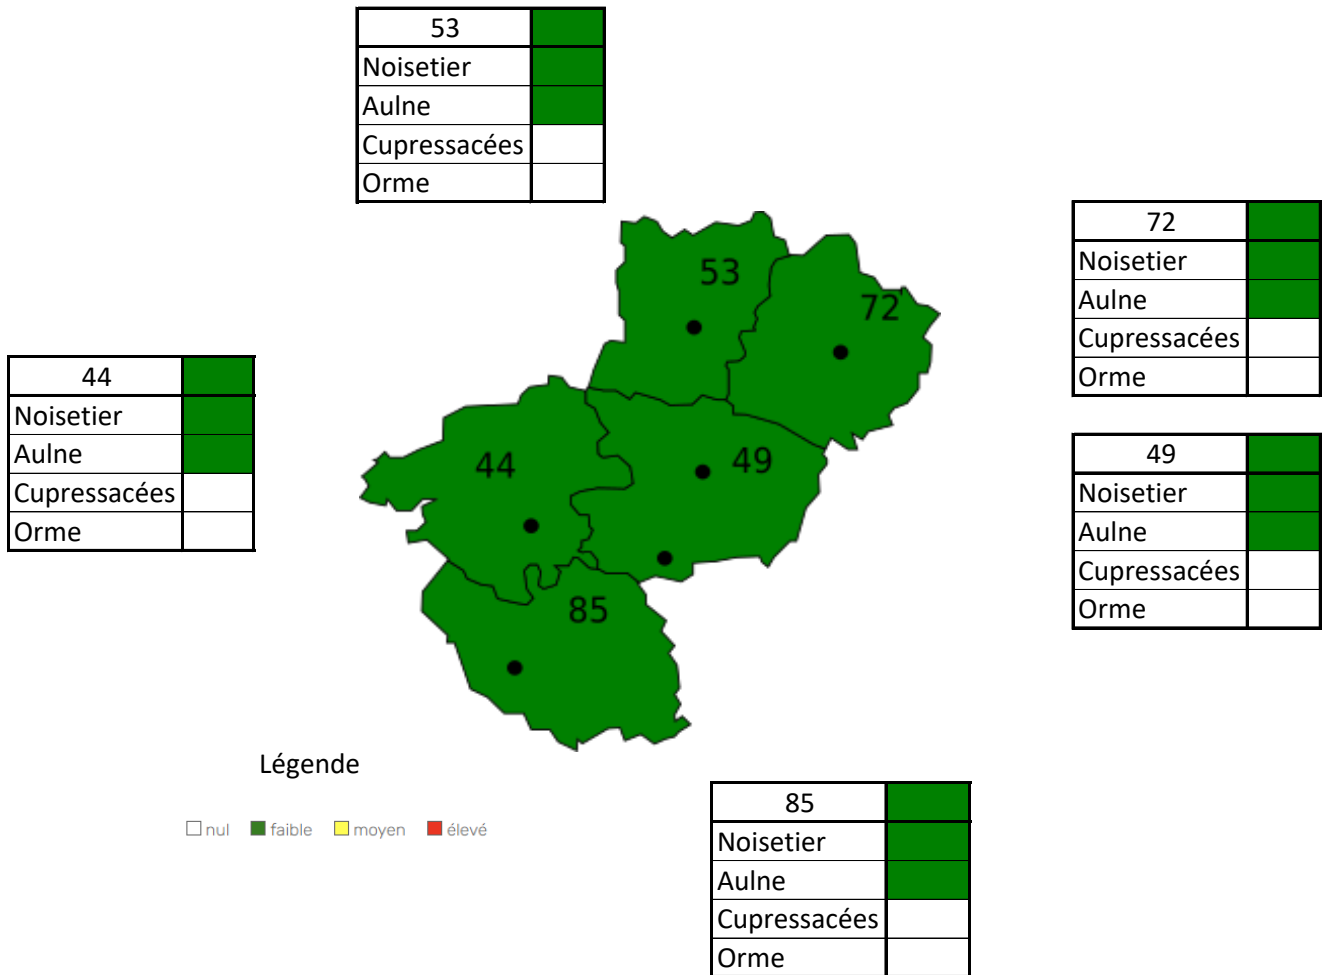 53
Noisetier
Aulne
Cupressacées
Orme
72
Noisetier
Aulne
Cupressacées
Orme
44
Noisetier
Aulne
Cupressacées
Orme
49
Noisetier
Aulne
Cupressacées
Orme
53
72
44
49
85
Légende
nul faible moyen élevé
85
Noisetier
Aulne
Cupressacées
Orme